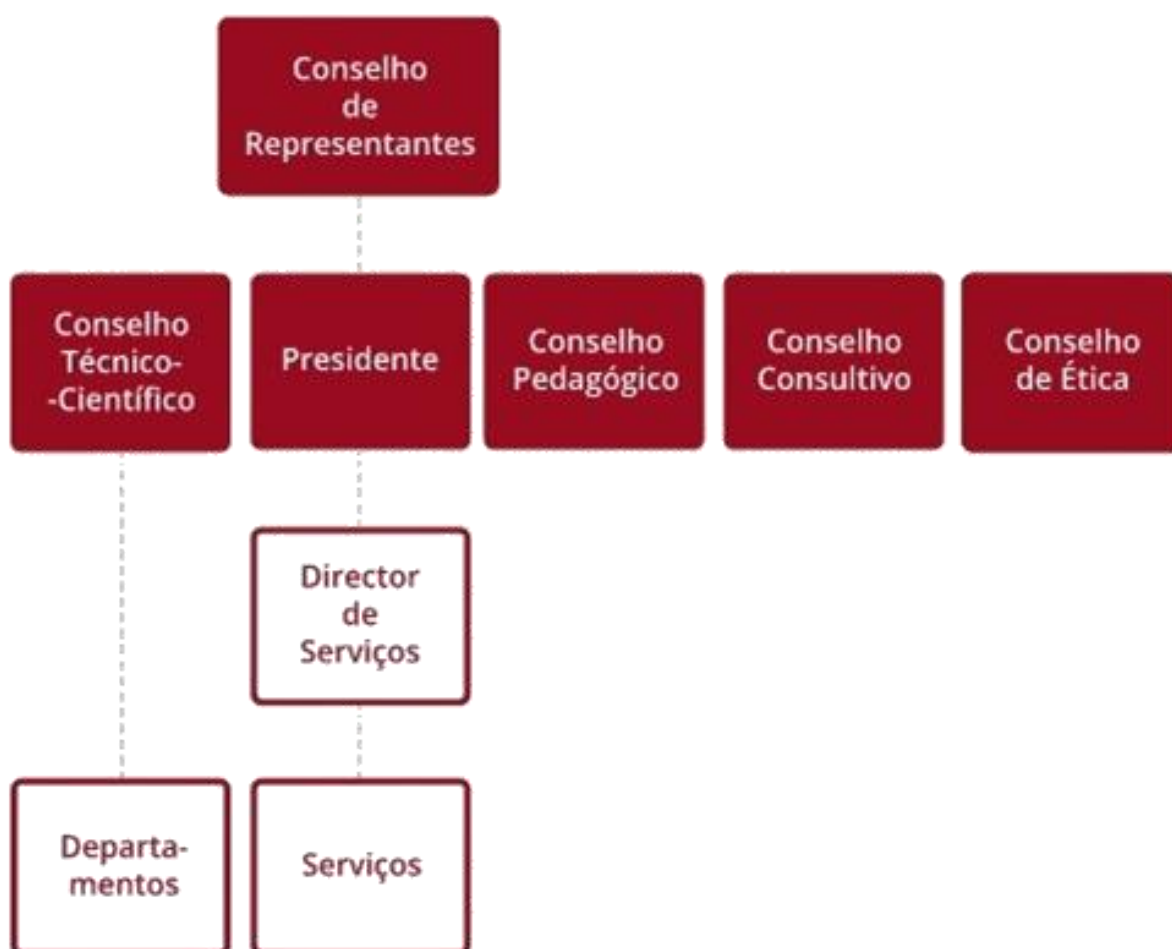 Conselho
de
Representantes
Conselho
Técnico-
-Científico
Presidente
Conselho
Pedagógico
Conselho
Consultivo
Conselho
de Ética
Director
de
Serviços
Departa-
mentos
Serviços